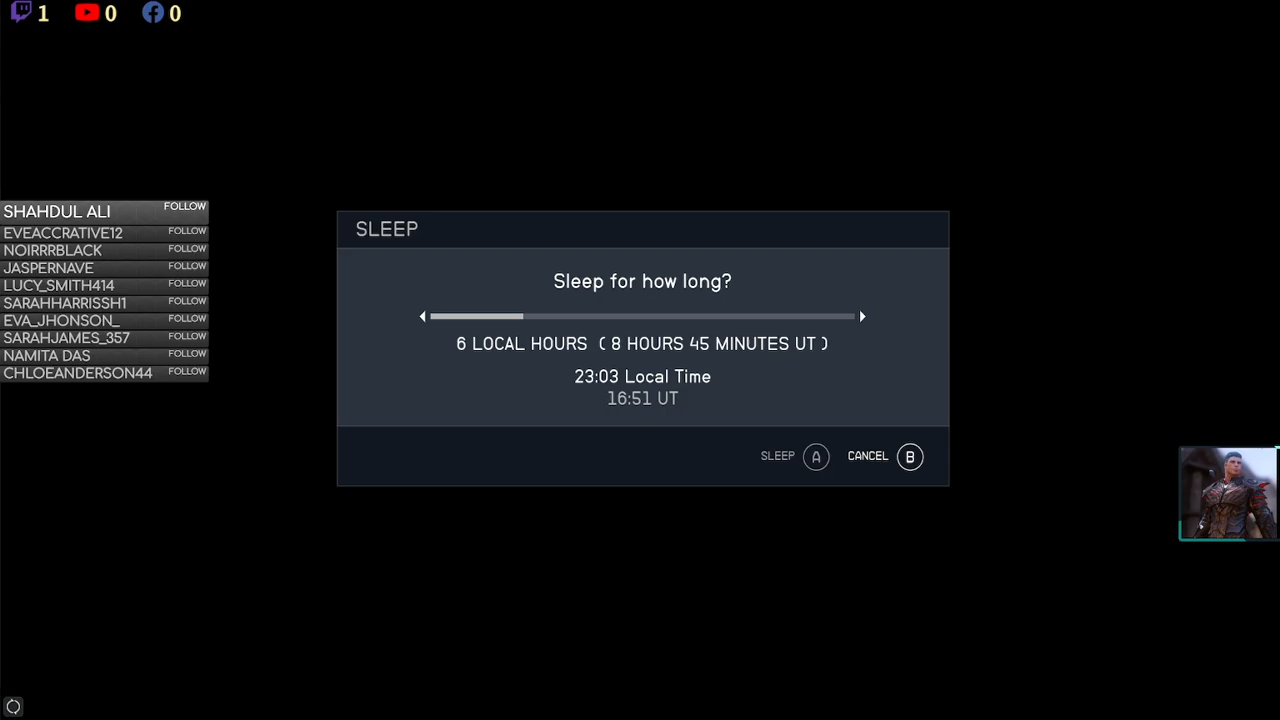 1 0 0
SHAHDUL ALI FOLLOW
EVEACCRATIVE12 FOLLOW
NOIRRRBLACK FOLLOW
JASPERNAVE FOLLOW
LUCY_SMITH414 FOLLOW
SARAHHARRISSH1 FOLLOW
EVA_JHONSON_ FOLLOW
SARAHJAMES_357 FOLLOW
NAMITA DAS FOLLOW
CHLOEANDERSON44 FOLLOW
SLEEP
Sleep for how long?
6 LOCAL HOURS ( 8 HOURS 45 MINUTES UT )
23:03 Local Time
16:51 UT
SLEEP A CANCEL B